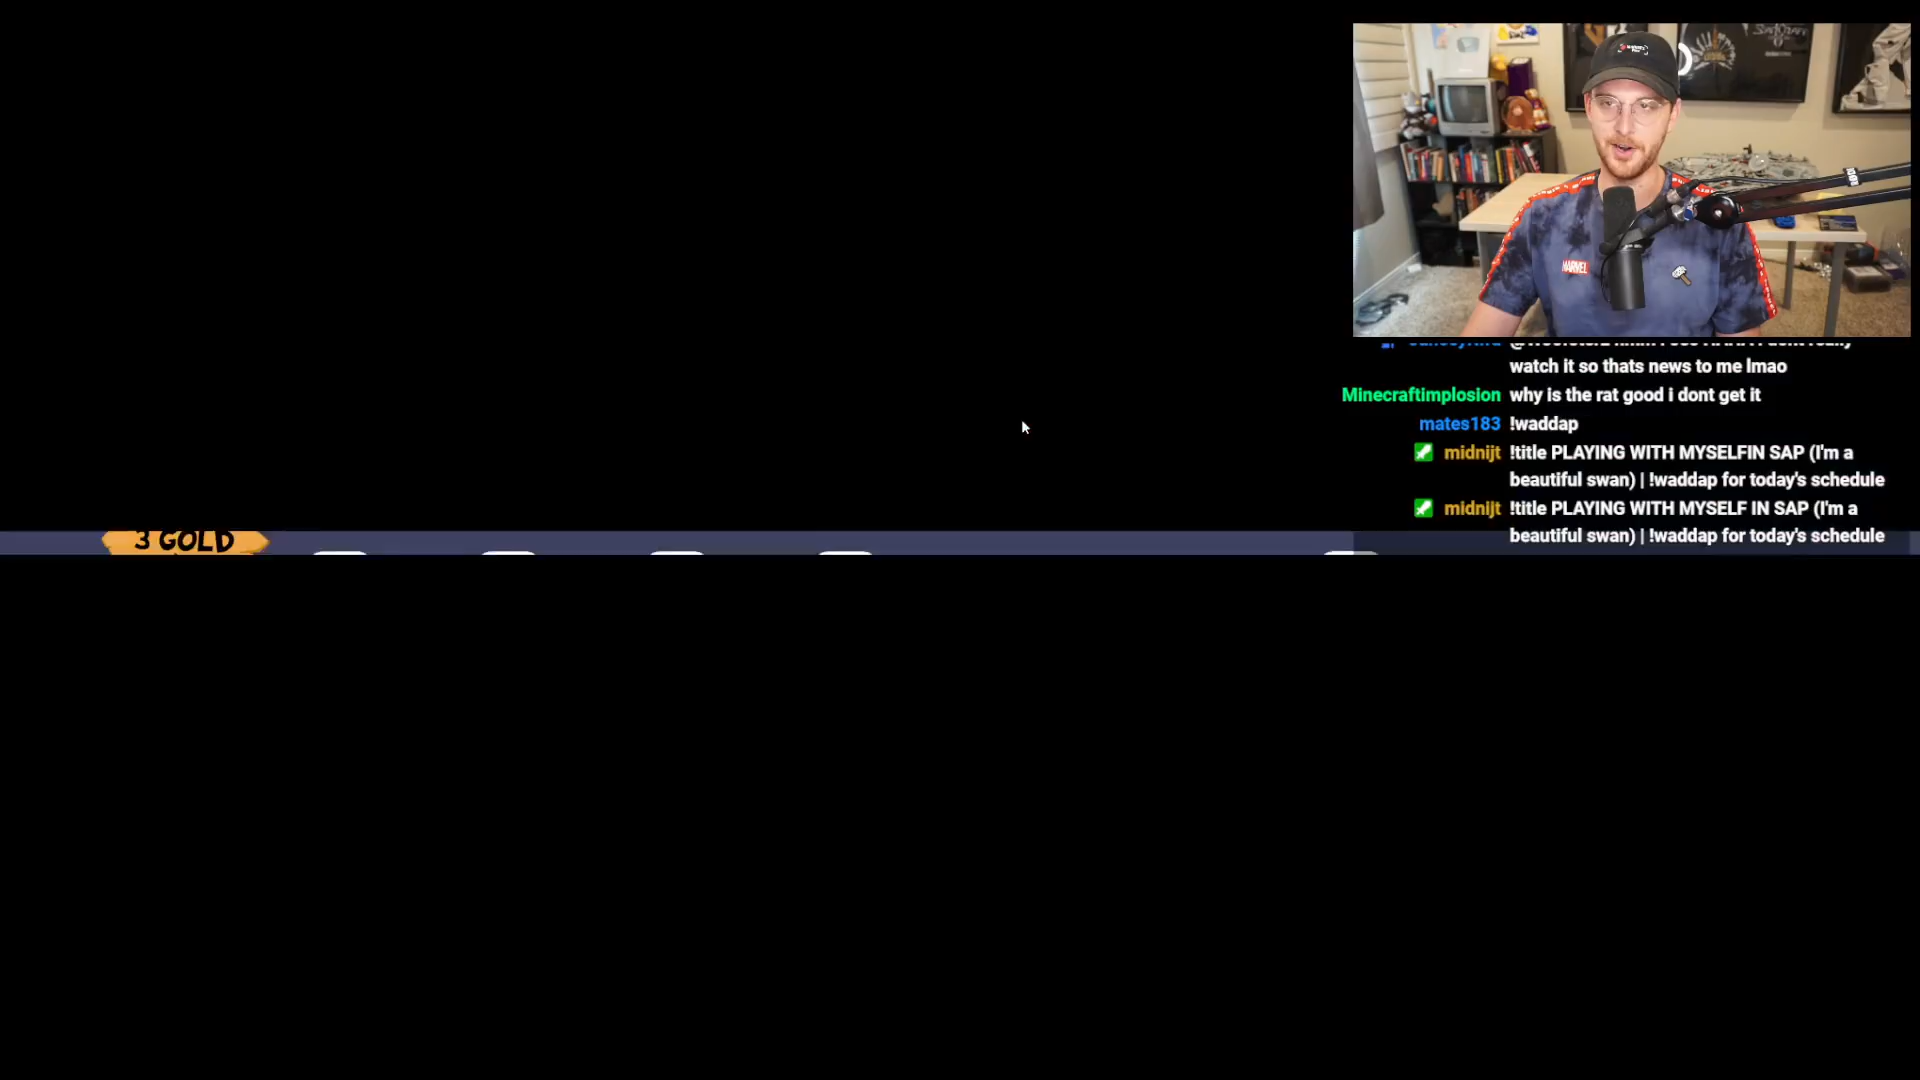 MARVEL
watch it so thats news to me lmao
Minecraftimplosion why is the rat good i dont get it
mates183 !waddap
midnijt !title PLAYING WITH MYSELFIN SAP (I'm a
beautiful swan) | !waddap for today's schedule
midnijt !title PLAYING WITH MYSELF IN SAP (I'm a
beautiful swan) | !waddap for today's schedule
3 GOLD